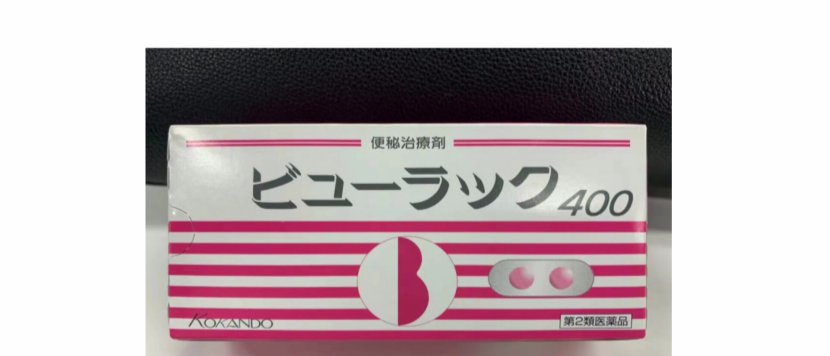 便秘治療剤
ビューラック400
KOKANDO
第2類医薬品